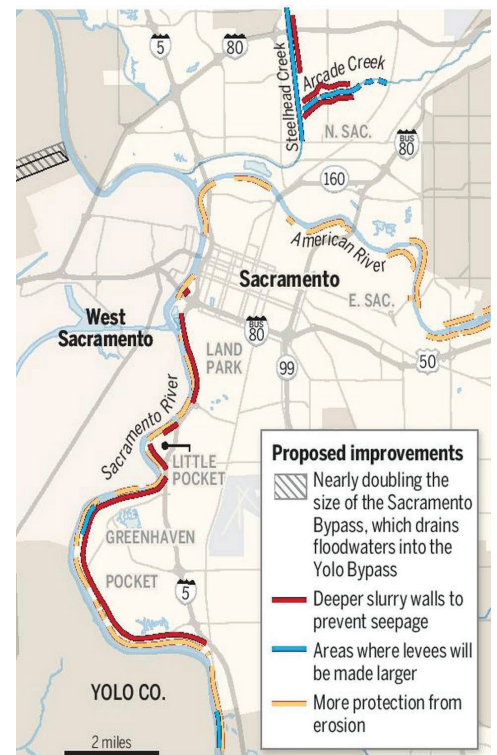 5
80
Steelhead Creek
Arcade Creek
N. SAC.
BUS
80
160
American River
Sacramento
E. SAC.
West
Sacramento
BUS
80
LAND
PARK
99
50
Sacramento River
LITTLE
POCKET
GREENHAVEN
POCKET
5
YOLO CO.
2 miles
Proposed improvements
Nearly doubling the
size of the Sacramento
Bypass, which drains
floodwaters into the
Yolo Bypass
Deeper slurry walls to
prevent seepage
Areas where levees will
be made larger
More protection from
erosion